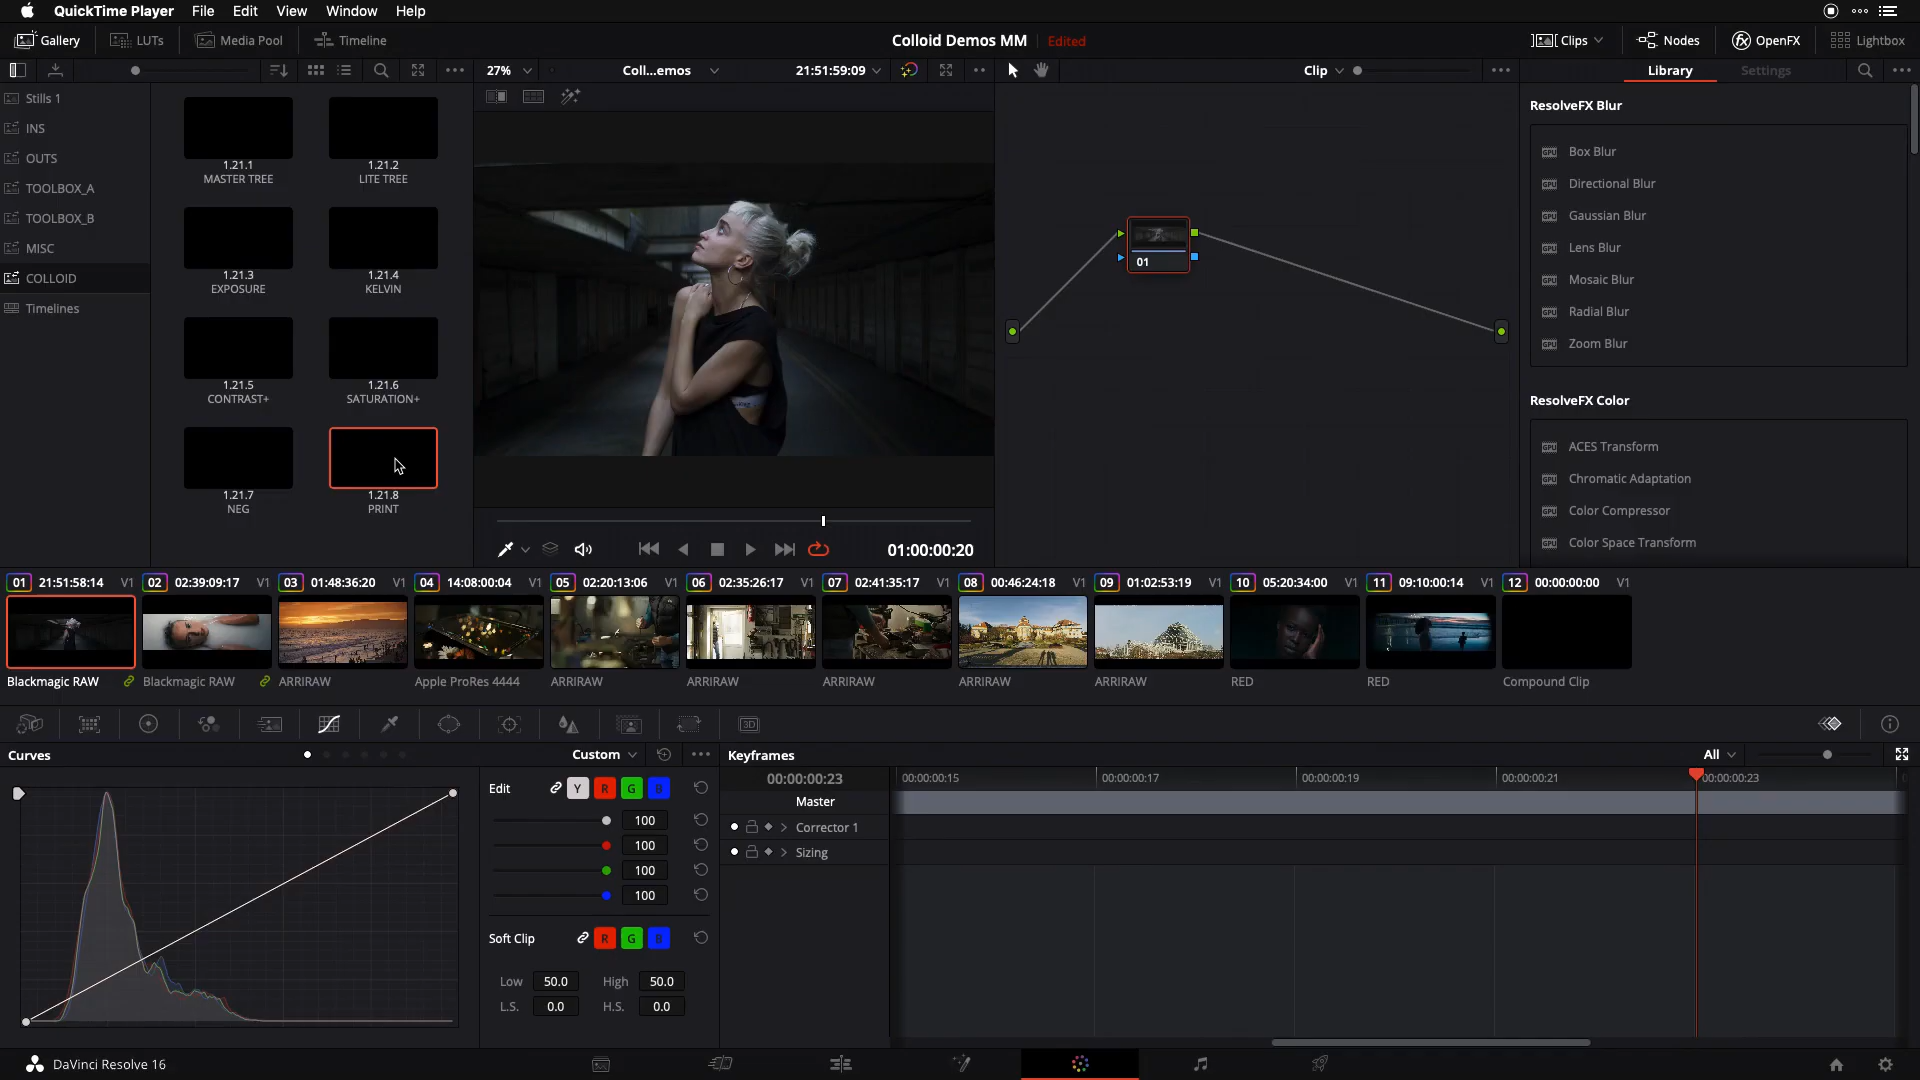 QuickTime Player File Edit View Window Help
Gallery LUTs Media Pool Timeline Colloid Demos MM Edited Clips Nodes OpenFX Lightbox
27% Coll...emos 21:51:59:09 Clip Library Settings
Stills 1
INS
OUTS
TOOLBOX_A
TOOLBOX_B
MISC
COLLOID
Timelines
1.21.1 1.21.2
MASTER TREE LITE TREE
1.21.3 1.21.4
EXPOSURE KELVIN
1.21.5 1.21.6
CONTRAST+ SATURATION+
1.21.7 1.21.8
NEG PRINT
01:00:00:20
01
ResolveFX Blur
GPU Box Blur
GPU Directional Blur
GPU Gaussian Blur
GPU Lens Blur
GPU Mosaic Blur
GPU Radial Blur
GPU Zoom Blur
ResolveFX Color
GPU ACES Transform
GPU Chromatic Adaptation
GPU Color Compressor
GPU Color Space Transform
01 21:51:58:14 V1 02 02:39:09:17 V1 03 01:48:36:20 V1 04 14:08:00:04 V1 05 02:20:13:06 V1 06 02:35:26:17 V1 07 02:41:35:17 V1 08 00:46:24:18 V1 09 01:02:53:19 V1 10 05:20:34:00 V1 11 09:10:00:14 V1 12 00:00:00:00 V1
Blackmagic RAW Blackmagic RAW ARRIRAW Apple ProRes 4444 ARRIRAW ARRIRAW ARRIRAW ARRIRAW ARRIRAW RED RED Compound Clip
3D
Curves Custom
Edit Y R G B
100
100
100
100
Soft Clip R G B
Low 50.0 High 50.0
L.S. 0.0 H.S. 0.0
Keyframes All
00:00:00:23 00:00:00:15 00:00:00:17 00:00:00:19 00:00:00:21 00:00:00:23
Master
Corrector 1
Sizing
DaVinci Resolve 16